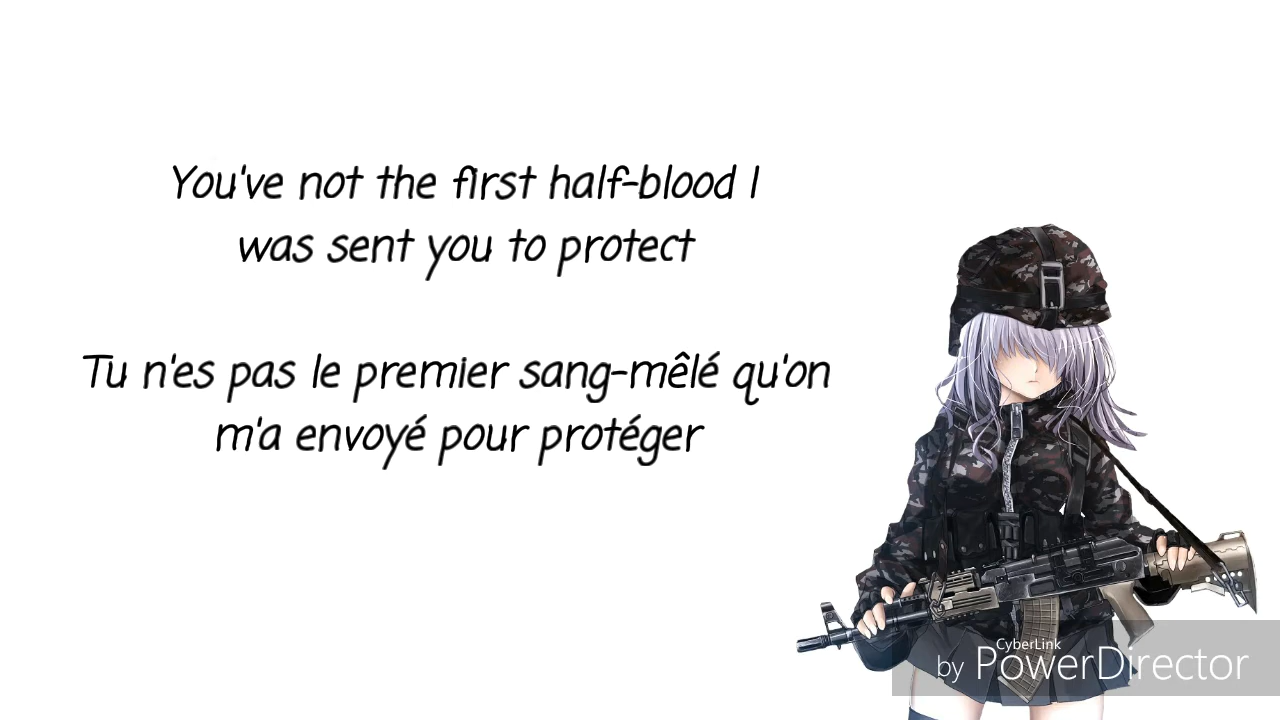 You've not the first half-blood I
was sent you to protect
Tu n'es pas le premier sang-mêlé qu'on
m'a envoyé pour protéger
CyberLink
by PowerDirector